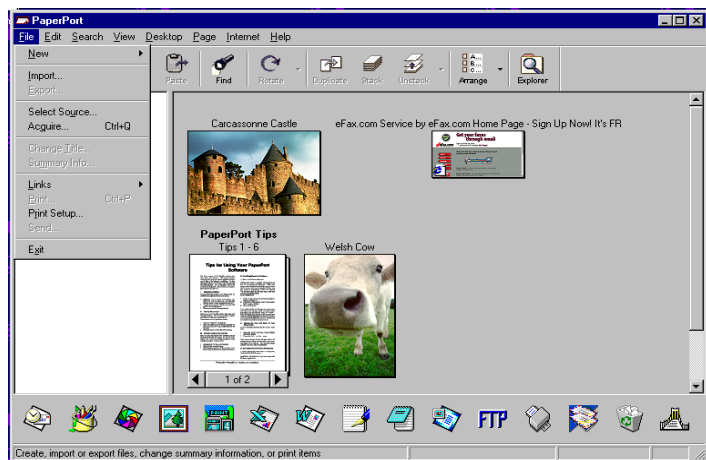 PaperPort
File Edit Search View Desktop Page Internet Help
New
Import...
Export...
Select Source...
Acquire... Ctrl+Q
Change Title...
Summary Info...
Links
Print... Ctrl+P
Print Setup...
Send...
Exit
Paste Find Rotate Duplicate Stack Unstack Arrange Explorer
Carcassonne Castle
eFax.com Service by eFax.com Home Page - Sign Up Now! It's FR
Get your faxes
through email
PaperPort Tips
Tips 1 - 6
Welsh Cow
Tips for Using Your PaperPort
Software
1 of 2
PRINT
FTP
Create, import or export files, change summary information, or print items